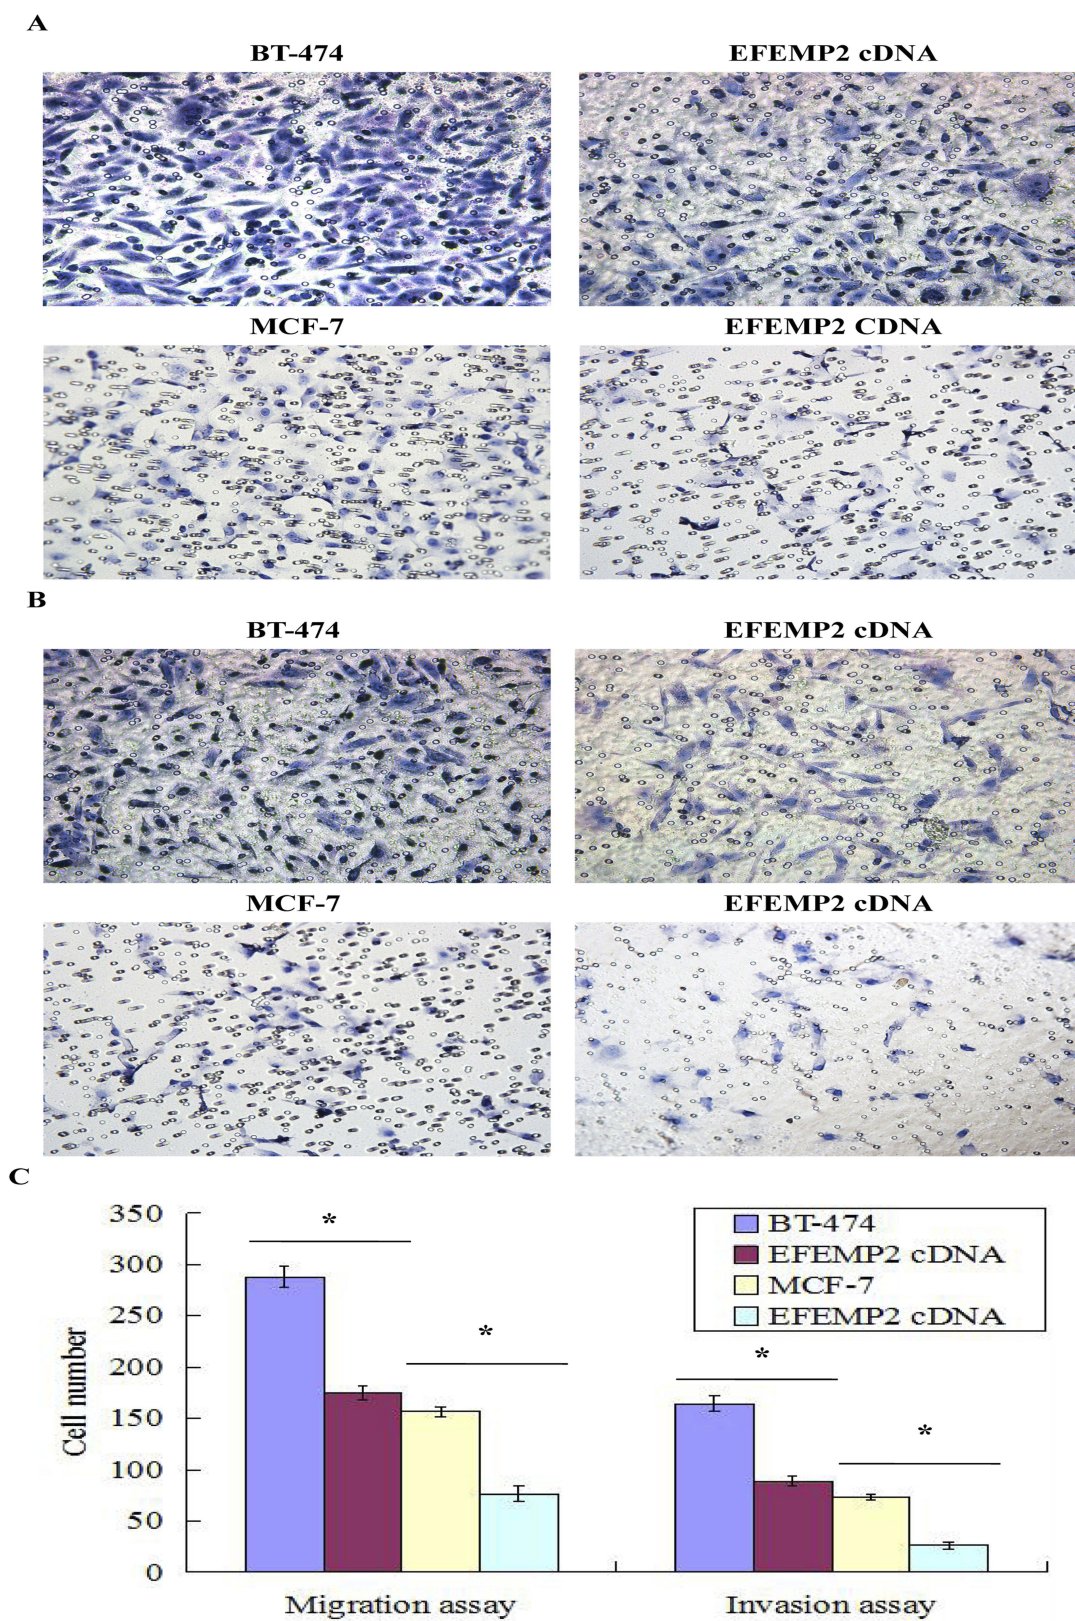 A
BT-474 EFEMP2 cDNA
MCF-7 EFEMP2 CDNA
B
BT-474 EFEMP2 cDNA
MCF-7 EFEMP2 cDNA
C
350
300
250
200
150
100
50
0
Cell number
*
*
*
*
BT-474
EFEMP2 cDNA
MCF-7
EFEMP2 cDNA
Migration assay Invasion assay